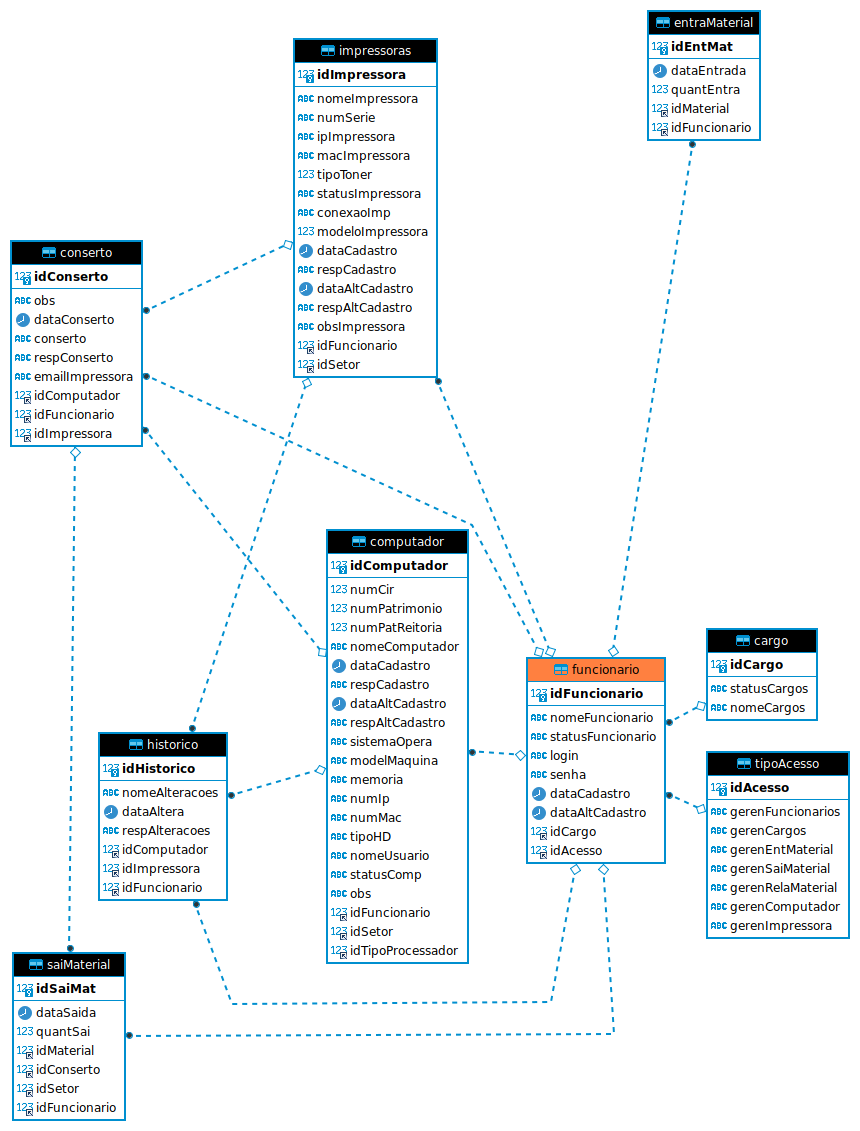 entraMaterial
idEntMat
dataEntrada
quantEntra
idMaterial
idFuncionario
impressoras
idImpressora
nomeImpressora
numSerie
ipImpressora
macImpressora
tipoToner
statusImpressora
conexaoImp
modeloImpressora
dataCadastro
respCadastro
dataAltCadastro
respAltCadastro
obsImpressora
idFuncionario
idSetor
conserto
idConserto
obs
dataConserto
conserto
respConserto
emailImpressora
idComputador
idFuncionario
idImpressora
computador
idComputador
numCir
numPatrimonio
numPatReitoria
nomeComputador
dataCadastro
respCadastro
dataAltCadastro
respAltCadastro
sistemaOpera
modelMaquina
memoria
numIp
numMac
tipoHD
nomeUsuario
statusComp
obs
idFuncionario
idSetor
idTipoProcessador
funcionario
idFuncionario
nomeFuncionario
statusFuncionario
login
senha
dataCadastro
dataAltCadastro
idCargo
idAcesso
cargo
idCargo
statusCargos
nomeCargos
tipoAcesso
idAcesso
gerenFuncionarios
gerenCargos
gerenEntMaterial
gerenSaiMaterial
gerenRelaMaterial
gerenComputador
gerenImpressora
historico
idHistorico
nomeAlteracoes
dataAltera
respAlteracoes
idComputador
idImpressora
idFuncionario
saiMaterial
idSaiMat
dataSaida
quantSai
idMaterial
idConserto
idSetor
idFuncionario